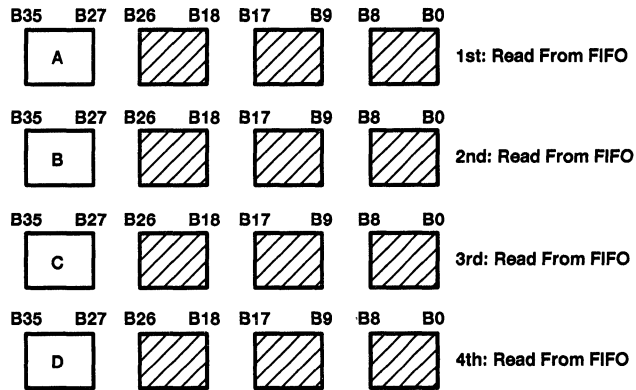 B35 B27 B26 B18 B17 B9 B8 B0
A 1st: Read From FIFO
B35 B27 B26 B18 B17 B9 B8 B0
B 2nd: Read From FIFO
B35 B27 B26 B18 B17 B9 B8 B0
C 3rd: Read From FIFO
B35 B27 B26 B18 B17 B9 B8 B0
D 4th: Read From FIFO